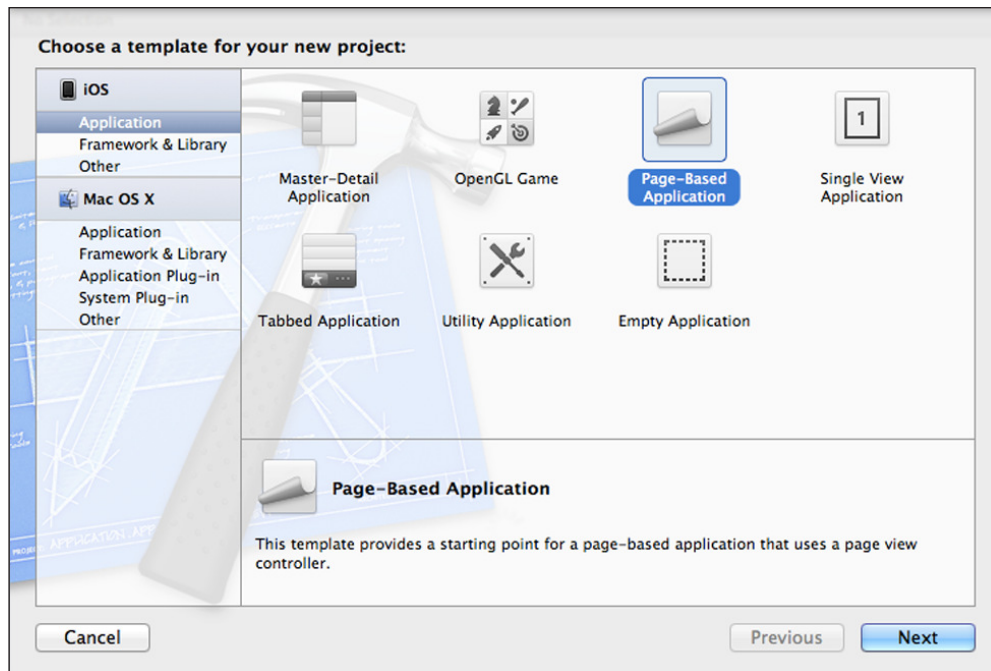 Choose a template for your new project:
iOS
Application
Framework & Library
Other
Mac OS X
Application
Framework & Library
Application Plug-in
System Plug-in
Other
Master-Detail
Application
OpenGL Game
Page-Based
Application
1
Single View
Application
Tabbed Application
Utility Application
Empty Application
Page-Based Application
This template provides a starting point for a page-based application that uses a page view
controller.
Cancel
Previous
Next